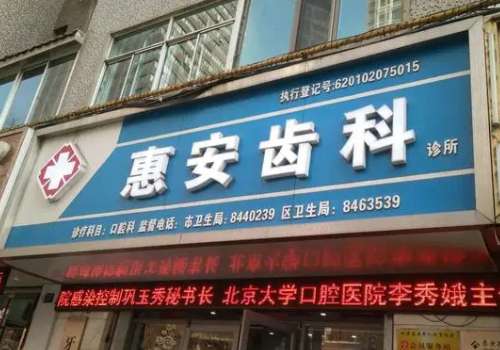 执行登记号:620102075015
惠安齿科 诊所
诊疗科目: 口腔科 监督电话: 市卫生局: 8440239 区卫生局: 8463539
院感染控制巩玉秀秘书长 北京大学口腔医院李秀娥主
牙